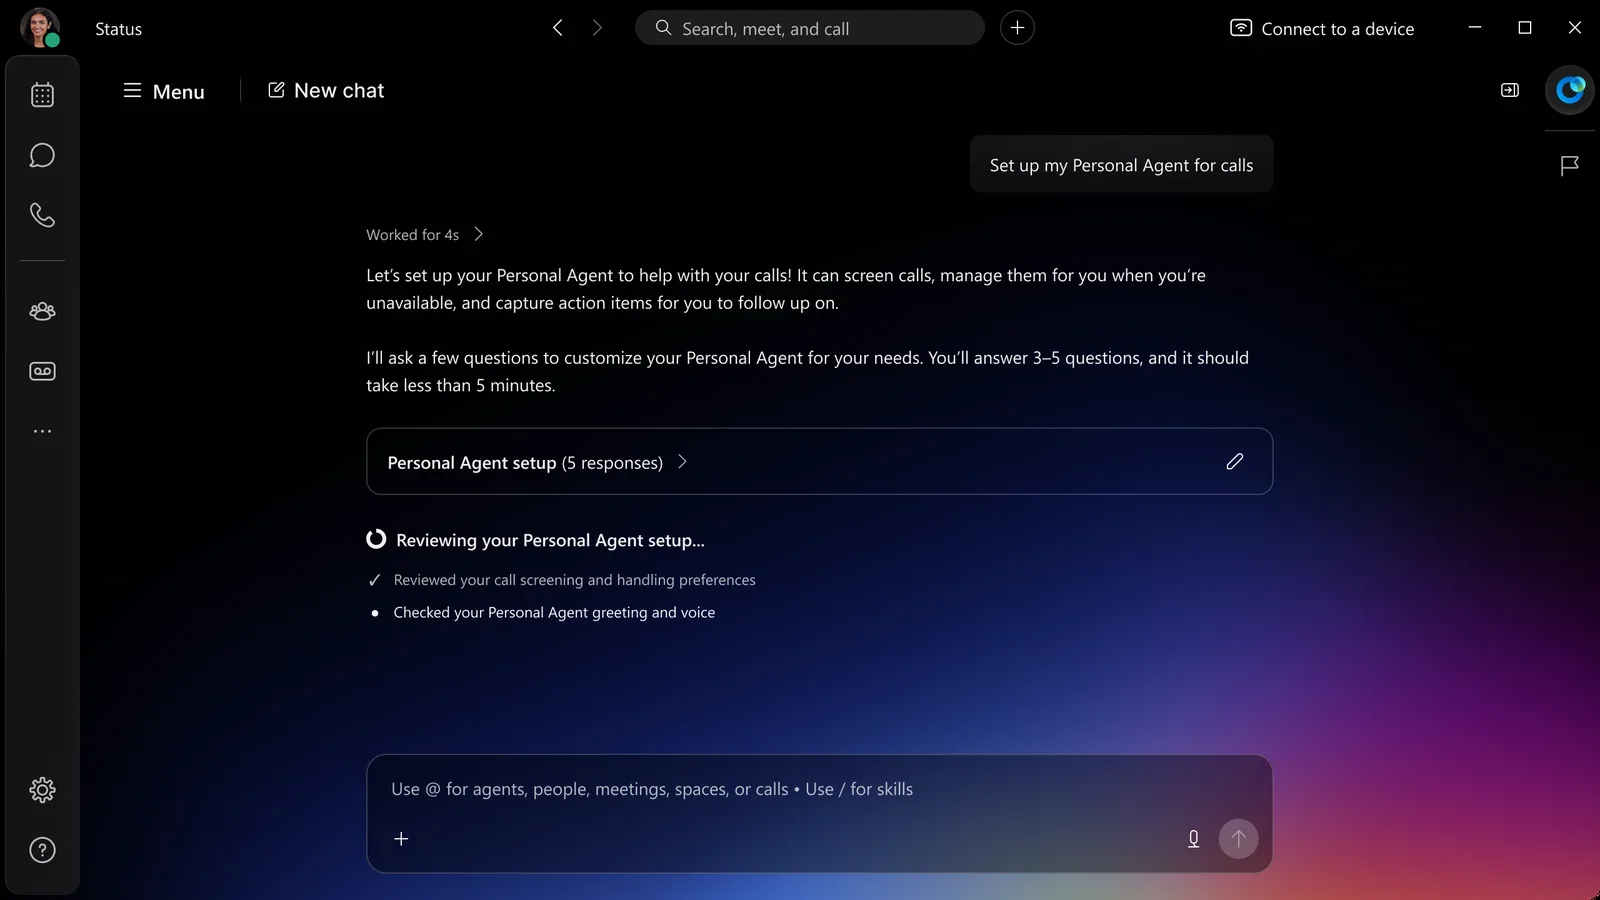 Status
Search, meet, and call
Connect to a device
Menu
New chat
Set up my Personal Agent for calls
Worked for 4s
Let’s set up your Personal Agent to help with your calls! It can screen calls, manage them for you when you’re
unavailable, and capture action items for you to follow up on.
I’ll ask a few questions to customize your Personal Agent for your needs. You’ll answer 3–5 questions, and it should
take less than 5 minutes.
Personal Agent setup (5 responses)
Reviewing your Personal Agent setup...
Reviewed your call screening and handling preferences
Checked your Personal Agent greeting and voice
Use @ for agents, people, meetings, spaces, or calls • Use / for skills